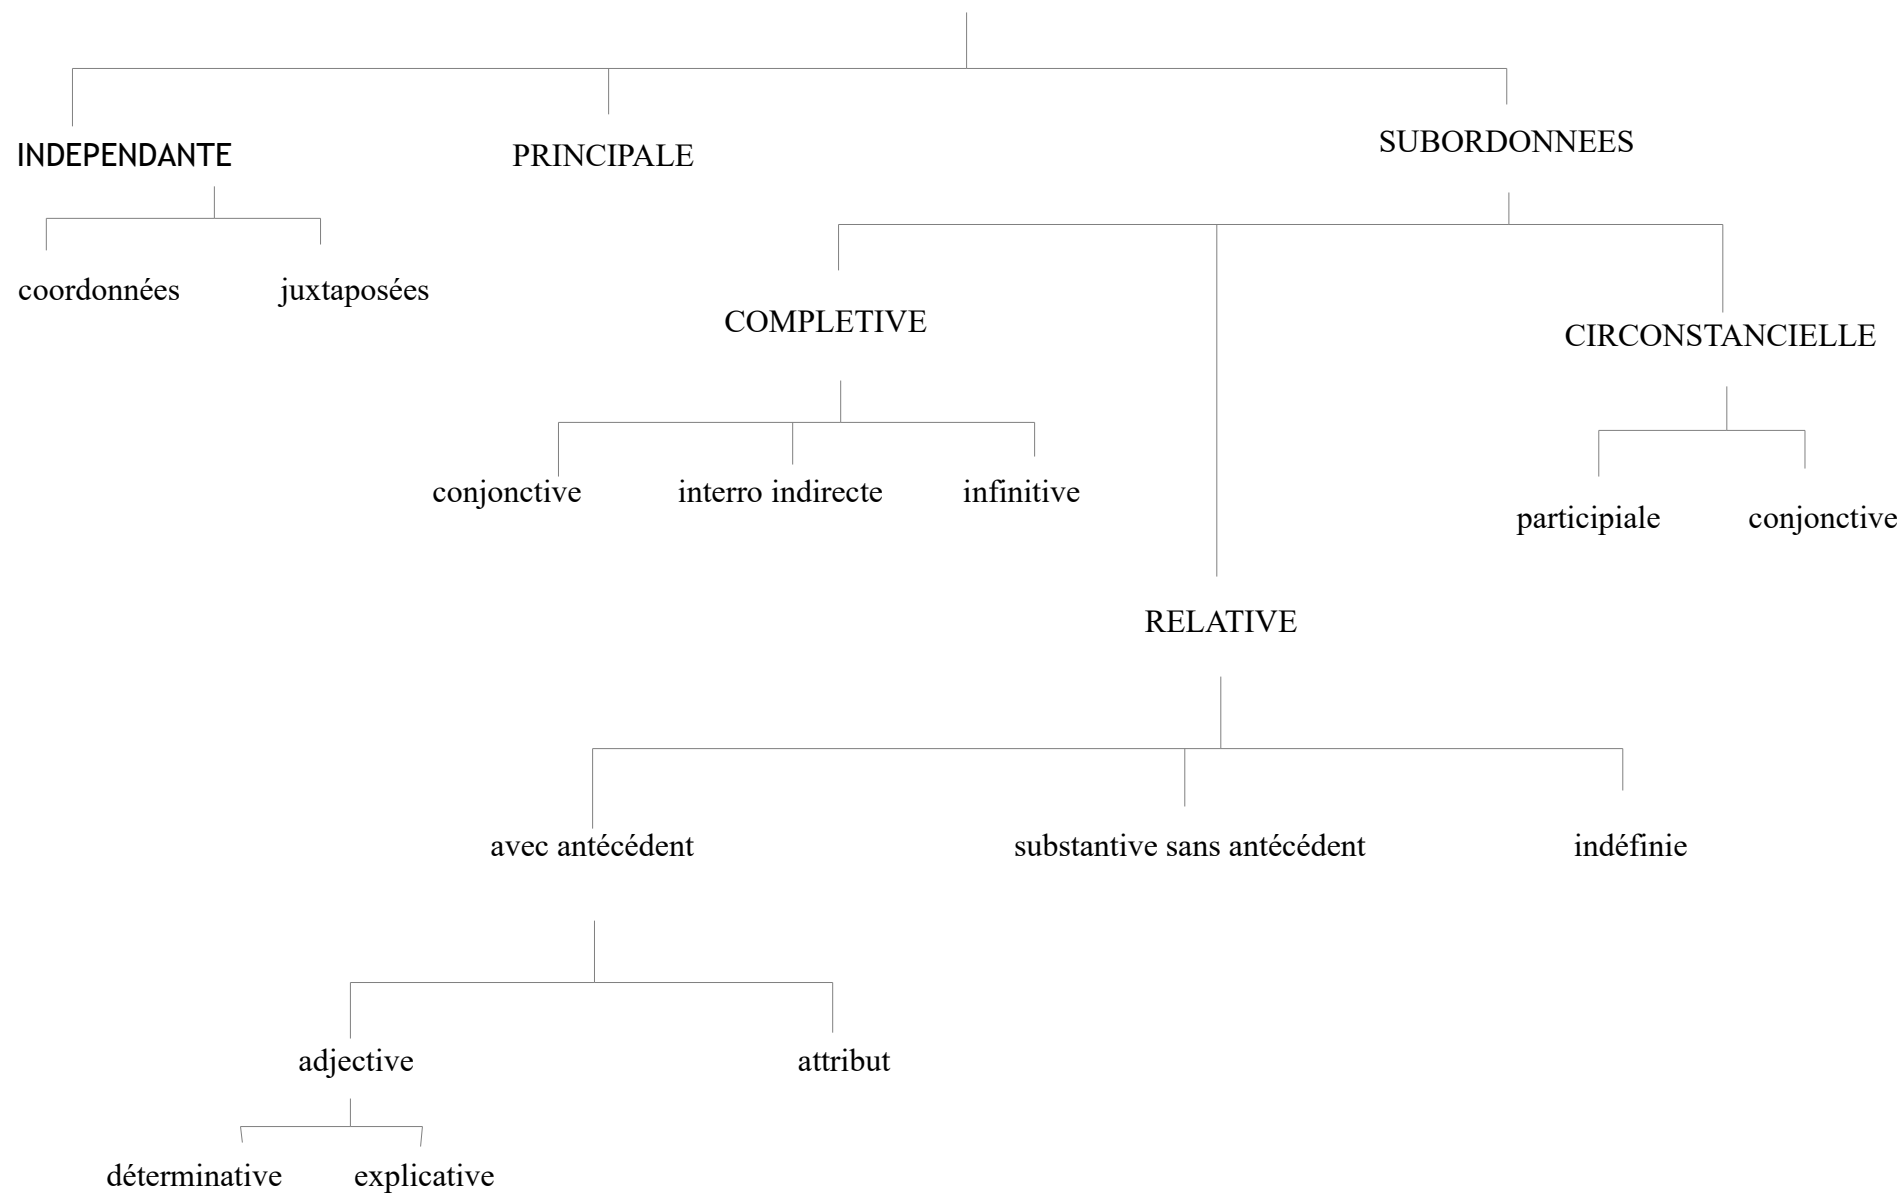 INDEPENDANTE PRINCIPALE SUBORDONNEES
coordonnées juxtaposées
COMPLETIVE CIRCONSTANCIELLE
conjonctive interro indirecte infinitive
participiale conjonctive
RELATIVE
avec antécédent substantive sans antécédent indéfinie
adjective attribut
déterminative explicative